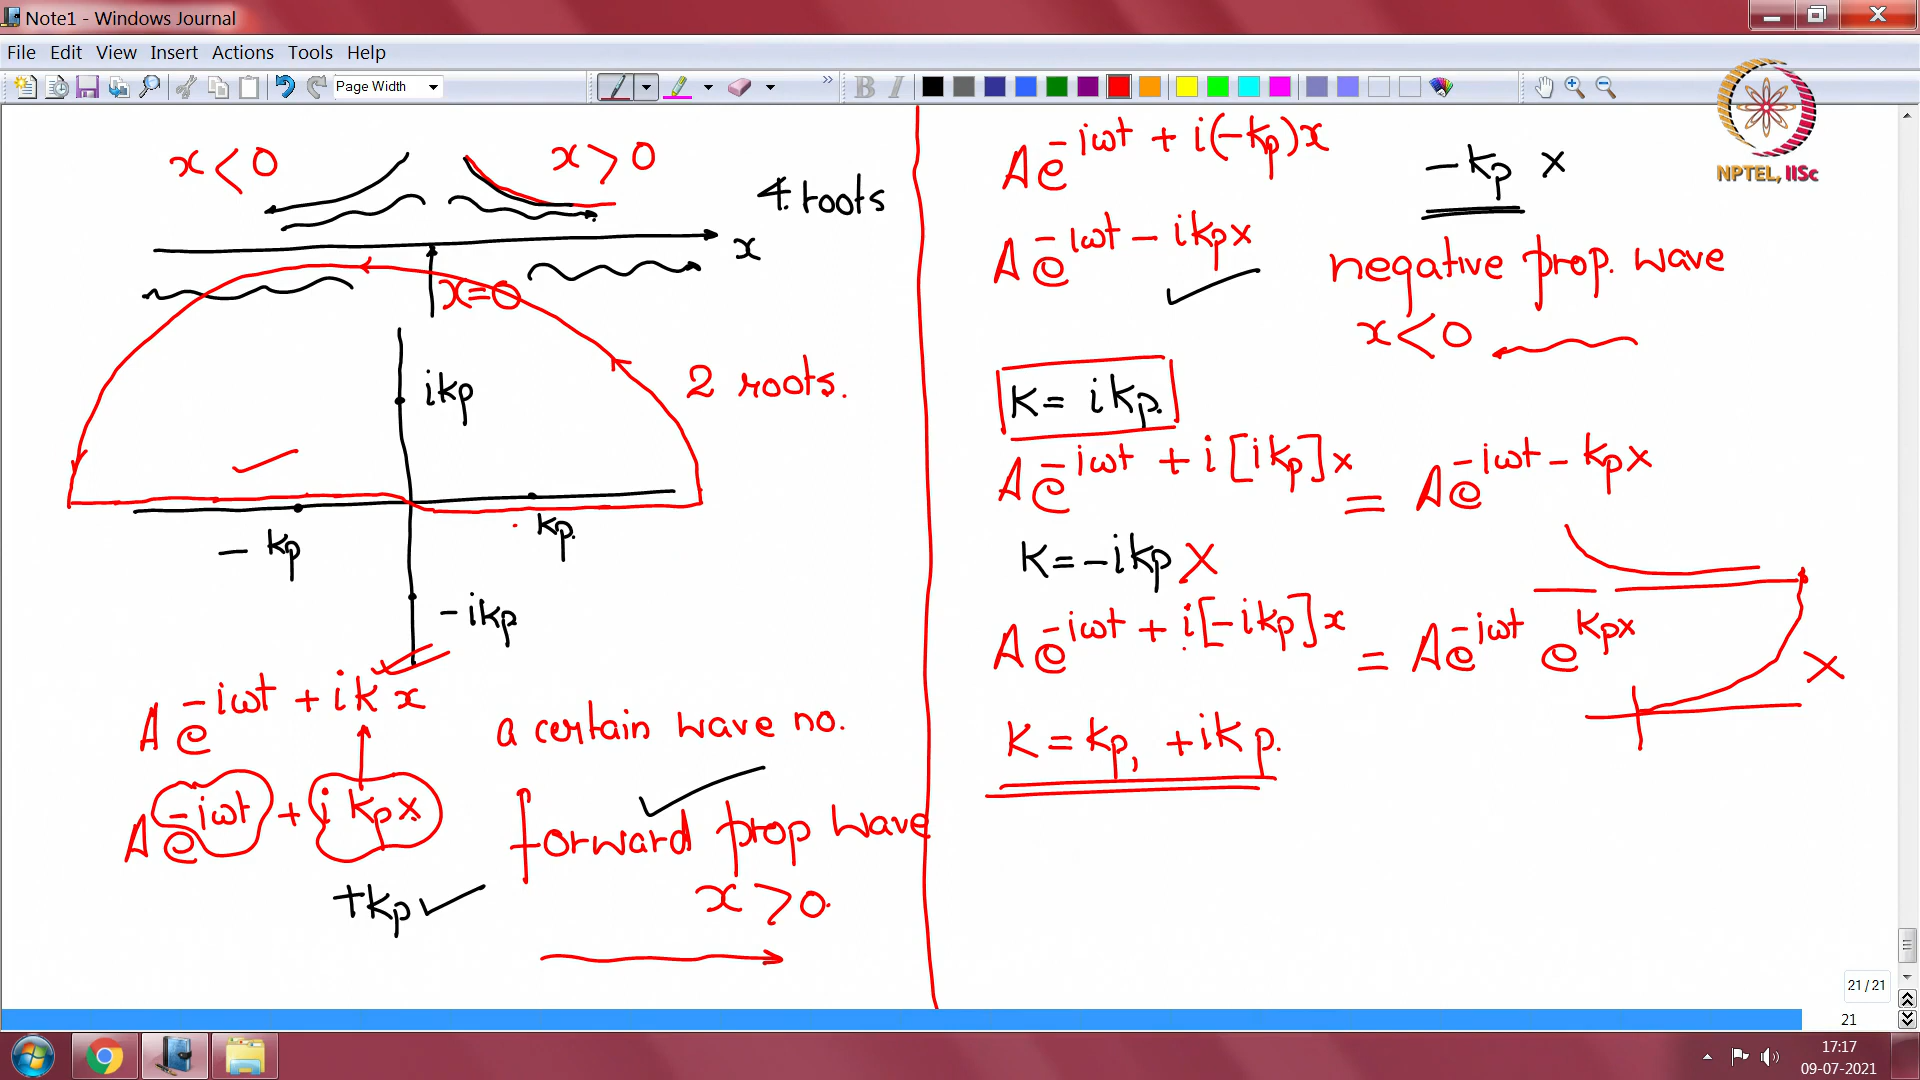 Note1 - Windows Journal
File Edit View Insert Actions Tools Help
Page Width
NPTEL, IISc
x < 0
x > 0
4 roots
x
x = 0
ikp
2 roots.
- kp
kp.
- ikp
A e^{-iωt + ik x}
a certain wave no.
A e^{-iωt + i kp x}
forward prop wave
+kp
x > 0.
A e^{-iωt + i(-kp)x}
-kp x
A e^{-iωt - ikpx}
negative prop. wave
x < 0
K = ikp.
A e^{-iωt + i[ikp]x} = A e^{-iωt - kpx}
K = -ikp X
A e^{-iωt + i[-ikp]x} = A e^{-iωt} e^{kpx}
X
K = kp, +ikp.
21 / 21
21
17:17
09-07-2021